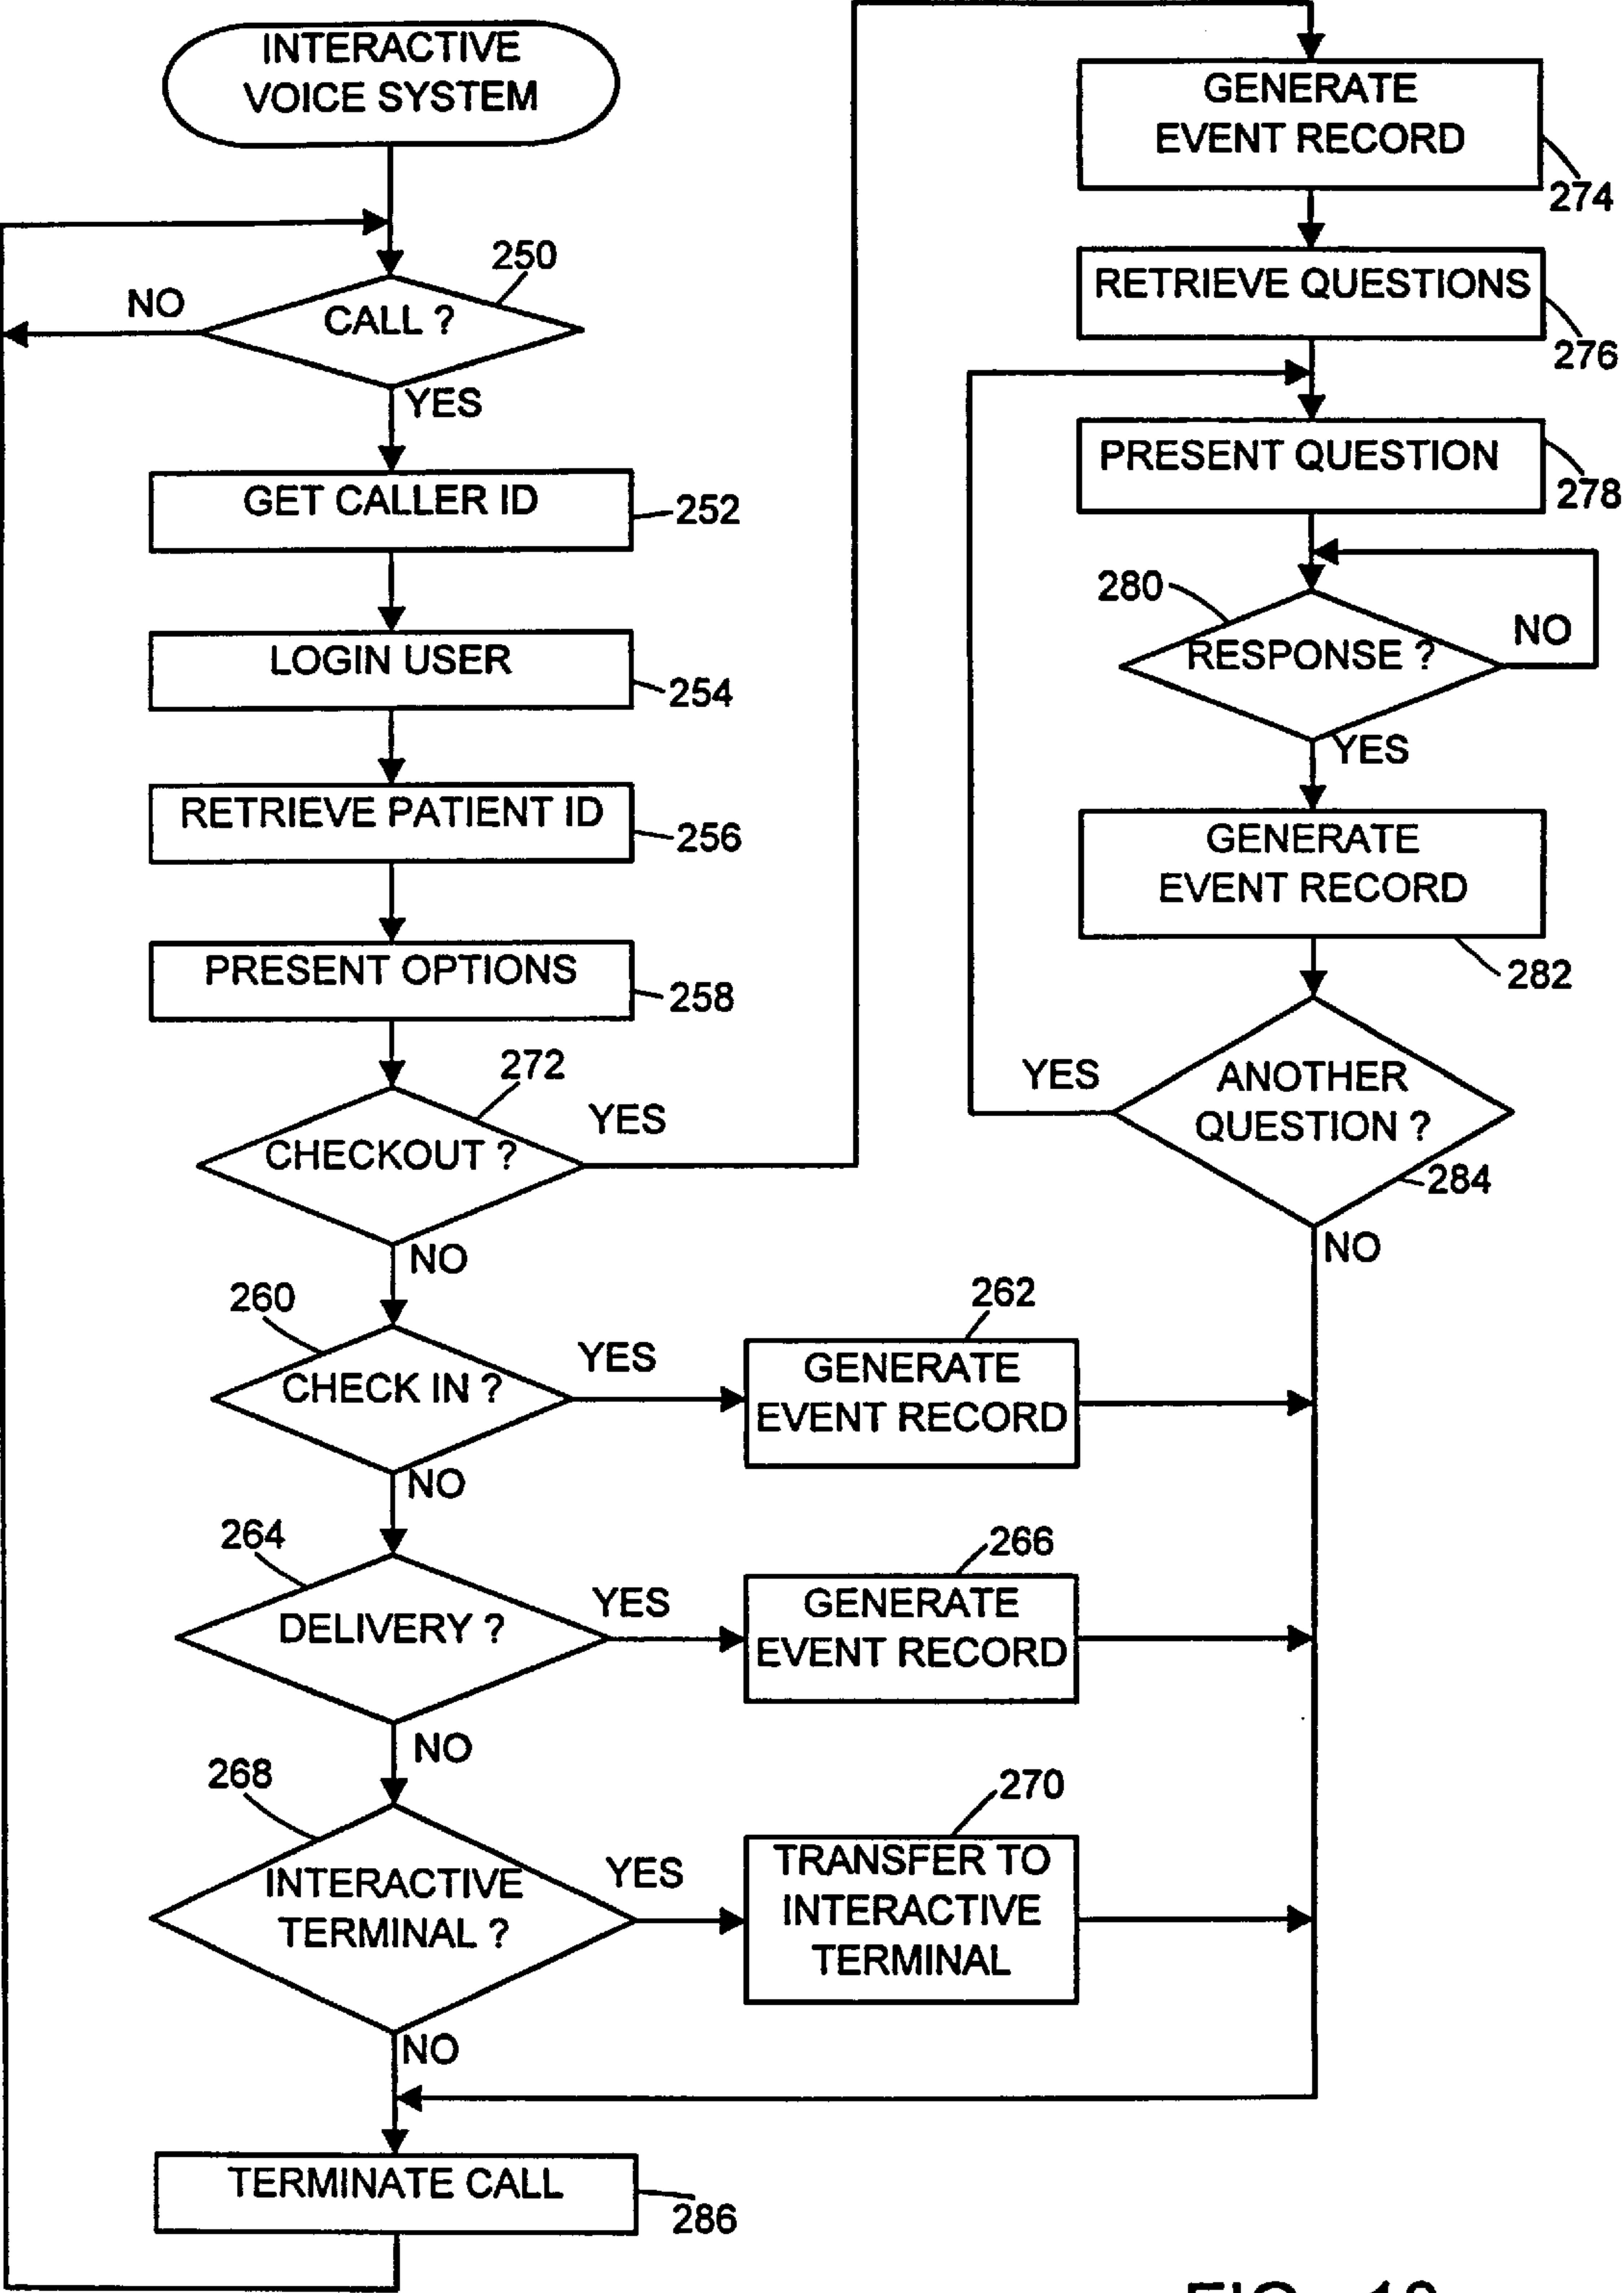 INTERACTIVE
VOICE SYSTEM
250
NO
CALL ?
YES
GET CALLER ID
252
LOGIN USER
254
RETRIEVE PATIENT ID
256
PRESENT OPTIONS
258
272
YES
CHECKOUT ?
NO
260
YES
CHECK IN ?
262
GENERATE
EVENT RECORD
NO
264
YES
DELIVERY ?
266
GENERATE
EVENT RECORD
NO
268
YES
INTERACTIVE
TERMINAL ?
270
TRANSFER TO
INTERACTIVE
TERMINAL
NO
TERMINATE CALL
286
GENERATE
EVENT RECORD
274
RETRIEVE QUESTIONS
276
PRESENT QUESTION
278
280
RESPONSE ?
NO
YES
GENERATE
EVENT RECORD
282
YES
ANOTHER
QUESTION ?
284
NO